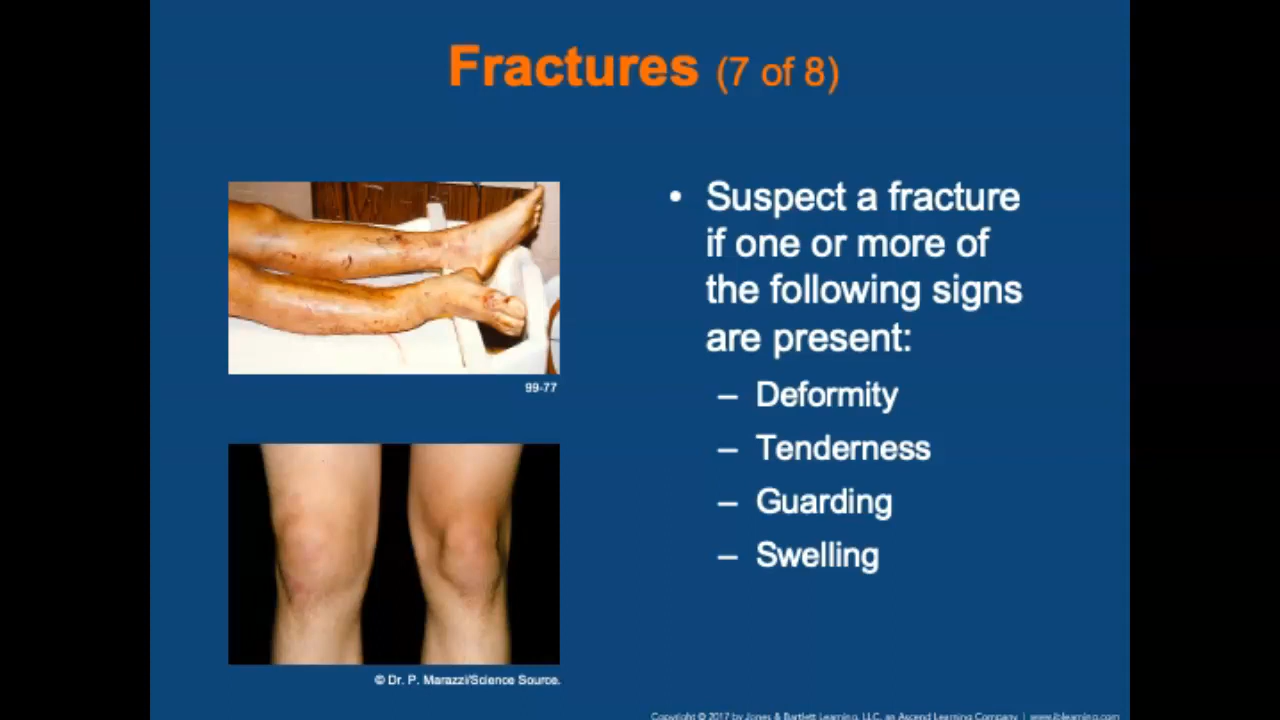 Fractures (7 of 8)
• Suspect a fracture
if one or more of
the following signs
are present:
– Deformity
– Tenderness
– Guarding
– Swelling
99-77
© Dr. P. Marazzi/Science Source.
Copyright © 2017 by Jones & Bartlett Learning, LLC, an Ascend Learning Company | www.jblearning.com